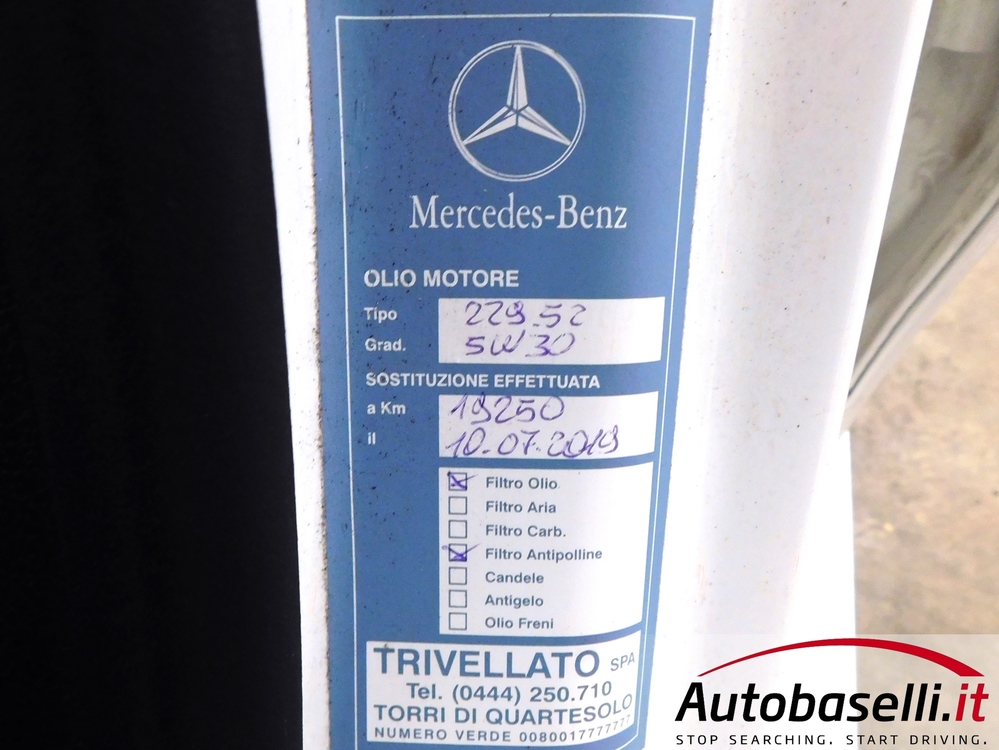 Mercedes-Benz
OLIO MOTORE
Tipo 229.52
Grad. 5W30
SOSTITUZIONE EFFETTUATA
a Km 19250
il 10-07-2019
Filtro Olio
Filtro Aria
Filtro Carb.
Filtro Antipolline
Candele
Antigelo
Olio Freni
TRIVELLATO SPA
Tel. (0444) 250.710
TORRI DI QUARTESOLO
NUMERO VERDE 0080017777777
Autobaselli.it
STOP SEARCHING. START DRIVING.